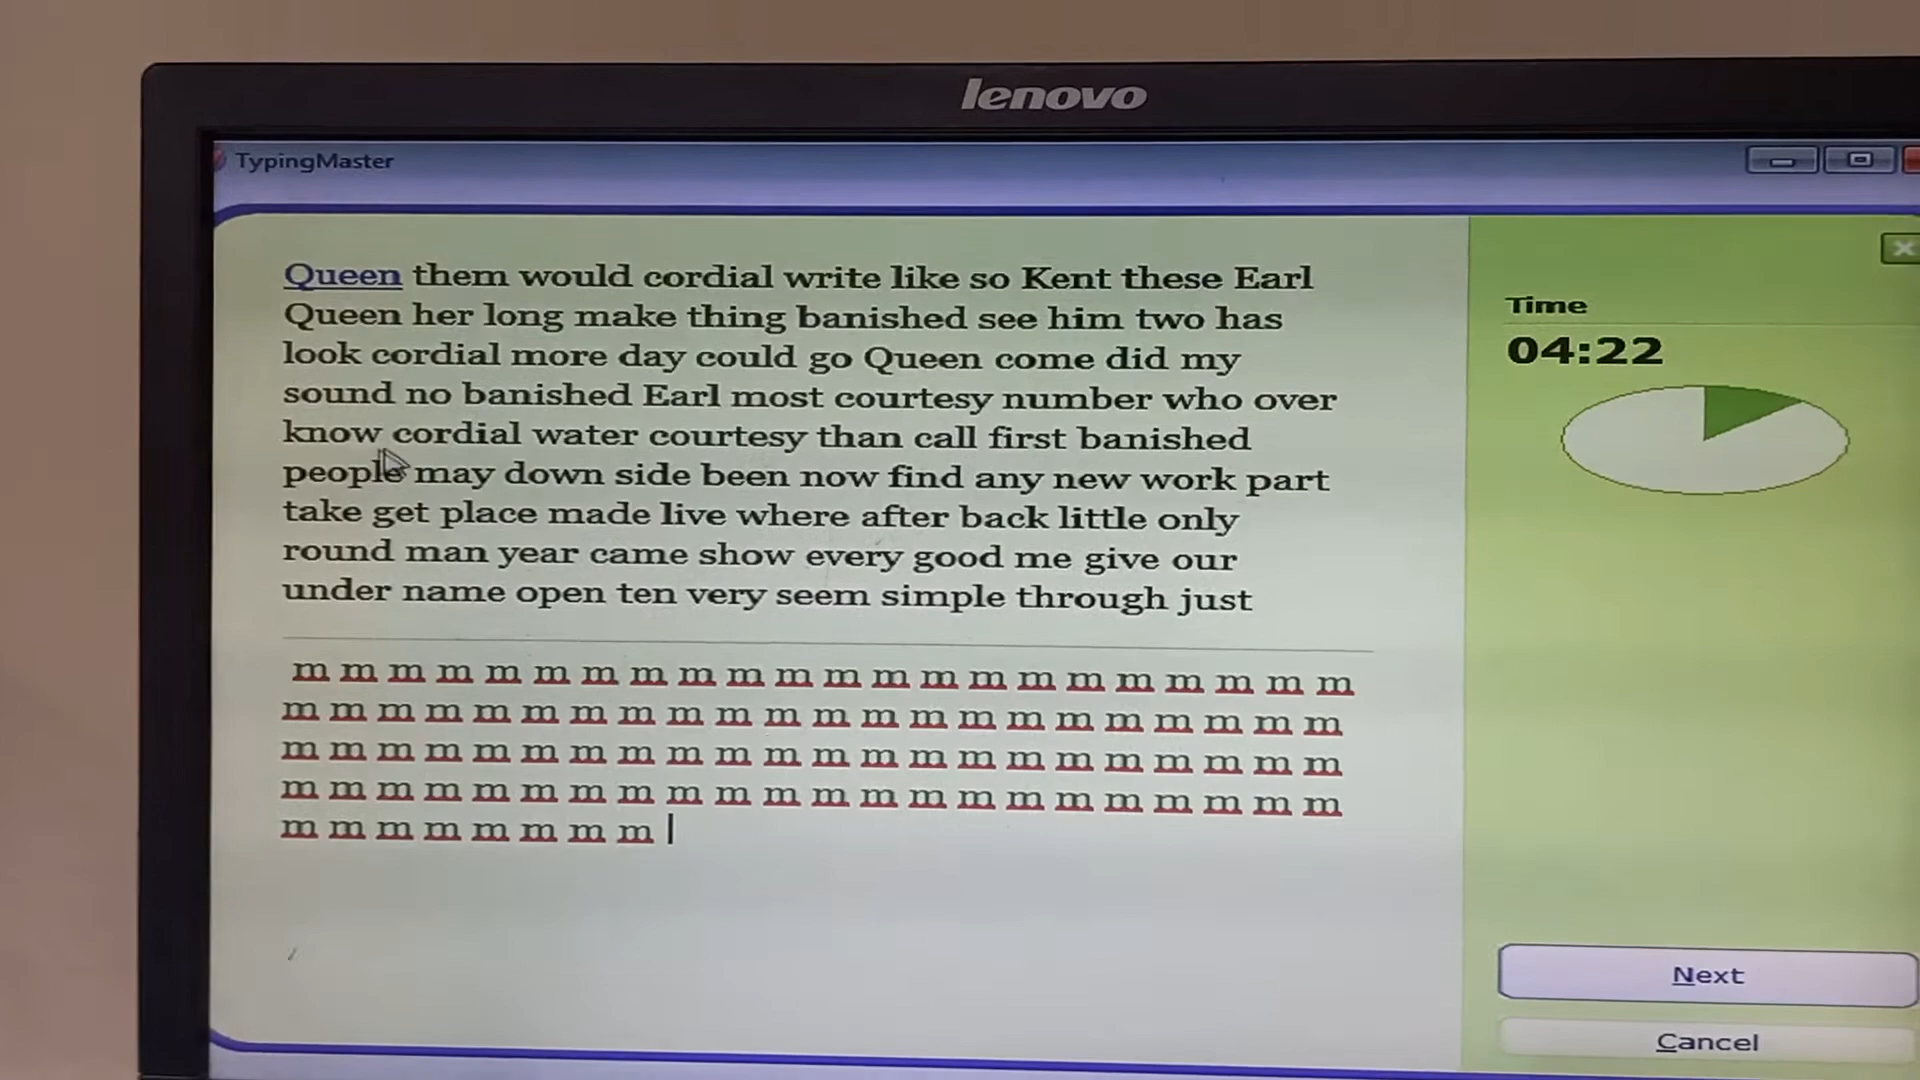 lenovo
TypingMaster
Queen them would cordial write like so Kent these Earl
Queen her long make thing banished see him two has
look cordial more day could go Queen come did my
sound no banished Earl most courtesy number who over
know cordial water courtesy than call first banished
people may down side been now find any new work part
take get place made live where after back little only
round man year came show every good me give our
under name open ten very seem simple through just
m m m m m m m m m m m m m m m m m m m m m m
m m m m m m m m m m m m m m m m m m m m m m
m m m m m m m m m m m m m m m m m m m m m m
m m m m m m m m m m m m m m m m m m m m m m
m m m m m m m m
Time
04:22
Next
Cancel